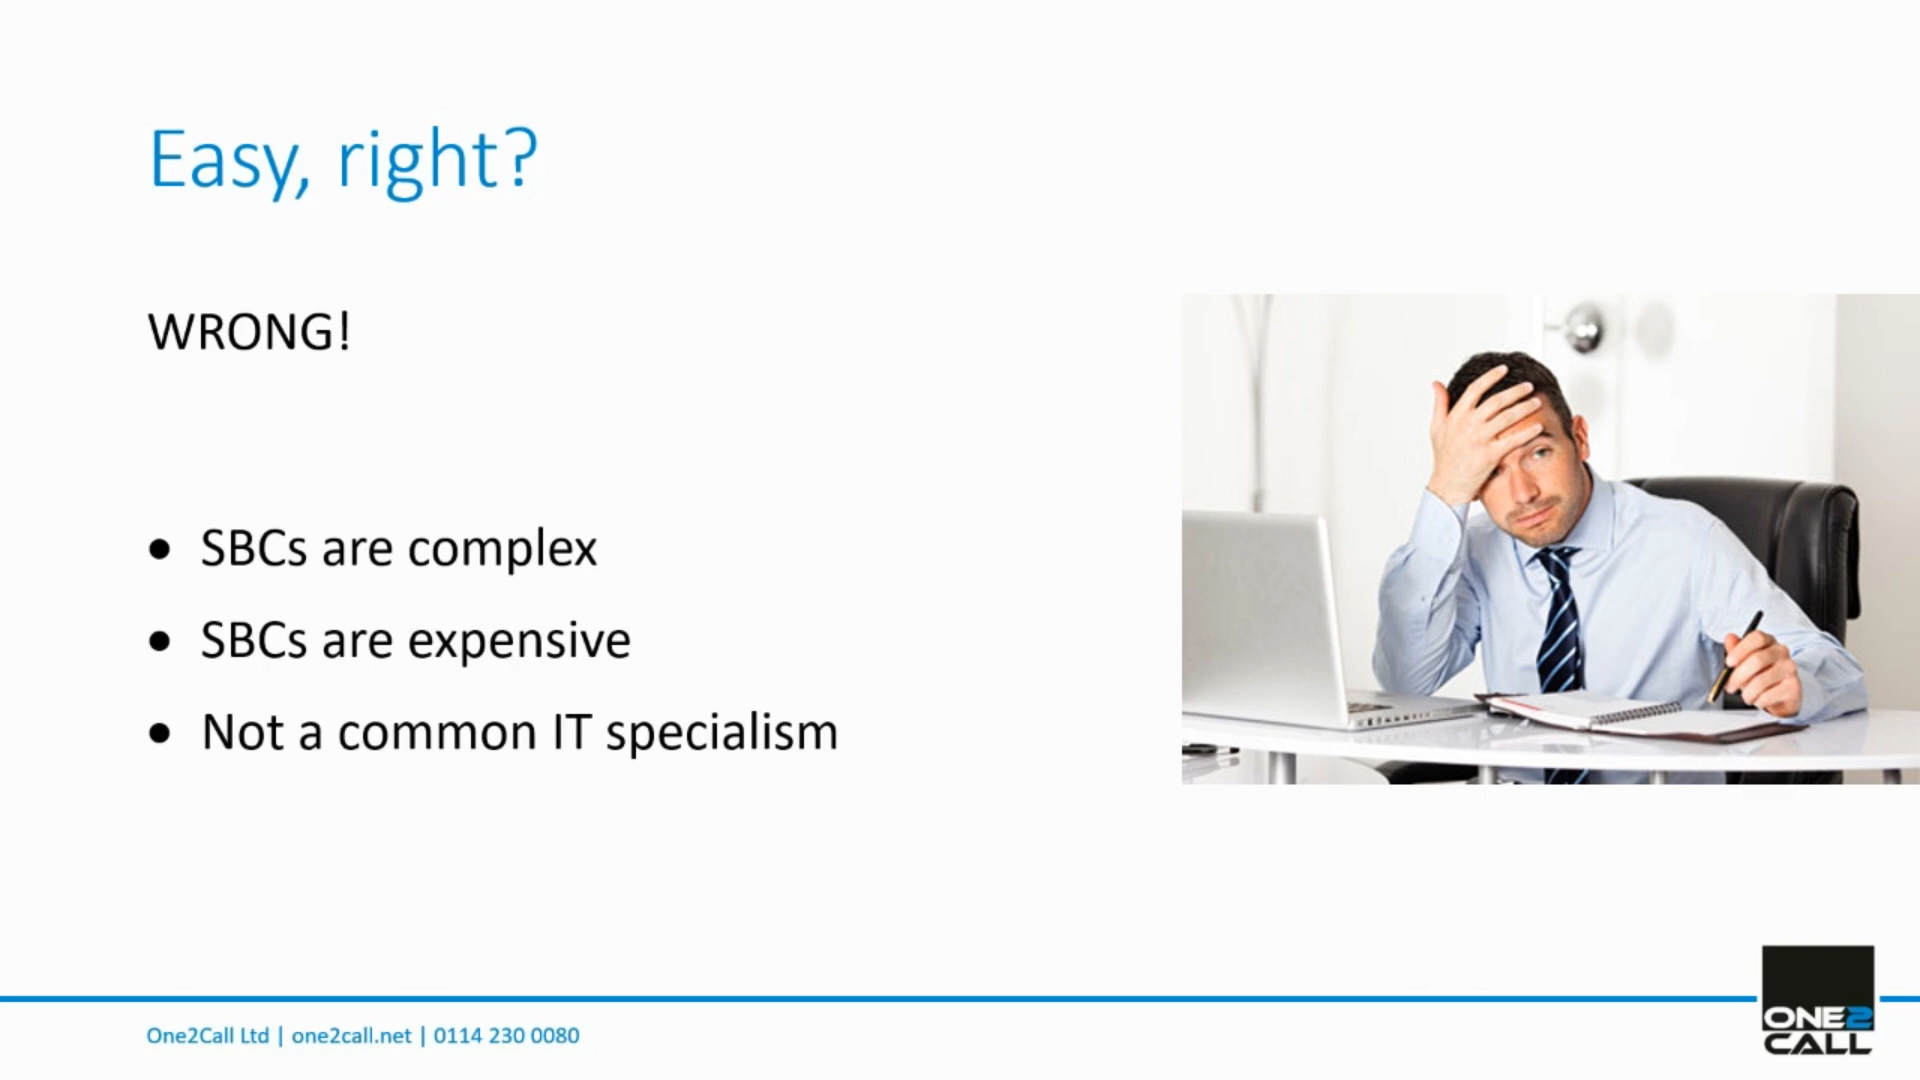 Easy, right?
WRONG!
• SBCs are complex
• SBCs are expensive
• Not a common IT specialism
One2Call Ltd | one2call.net | 0114 230 0080
ONE2
CALL